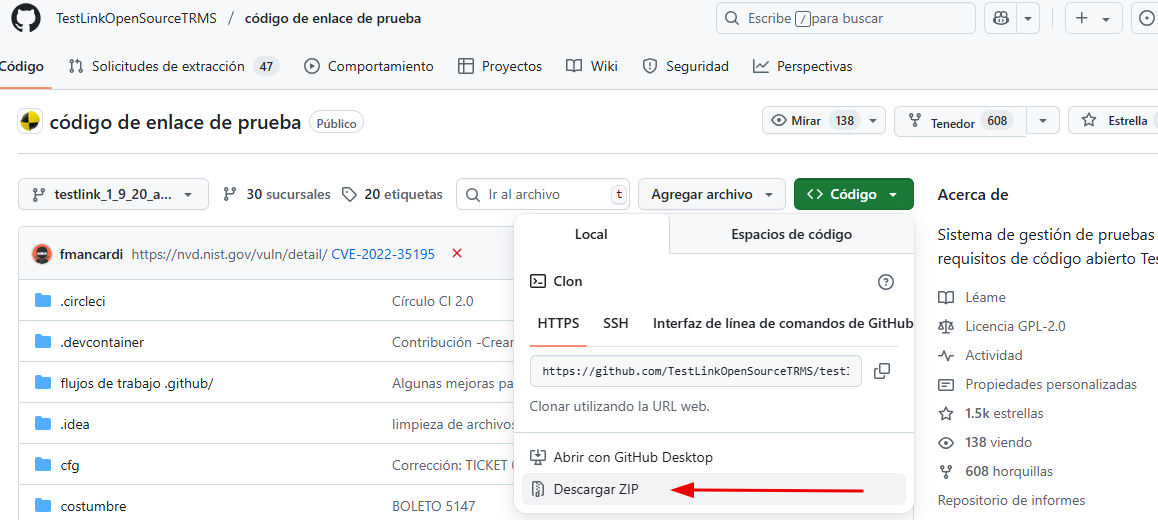 TestLinkOpenSourceTRMS / código de enlace de prueba
Escribe / para buscar
Código
Solicitudes de extracción 47
Comportamiento
Proyectos
Wiki
Seguridad
Perspectivas
código de enlace de prueba Público
Mirar 138
Tenedor 608
Estrella
testlink_1_9_20_a...
30 sucursales
20 etiquetas
Ir al archivo t
Agregar archivo
<> Código
Acerca de
Local
Espacios de código
Sistema de gestión de pruebas
requisitos de código abierto Tes
fmancardi https://nvd.nist.gov/vuln/detail/ CVE-2022-35195
Clon
Léame
.circleci Círculo CI 2.0
HTTPS SSH Interfaz de línea de comandos de GitHub
Licencia GPL-2.0
.devcontainer Contribución -Crear
Actividad
https://github.com/TestLinkOpenSourceTRMS/testl
flujos de trabajo .github/ Algunas mejoras pa
Propiedades personalizadas
Clonar utilizando la URL web.
1.5k estrellas
.idea limpieza de archivos
138 viendo
Abrir con GitHub Desktop
cfg Corrección: TICKET
608 horquillas
Descargar ZIP
Repositorio de informes
costumbre BOLETO 5147